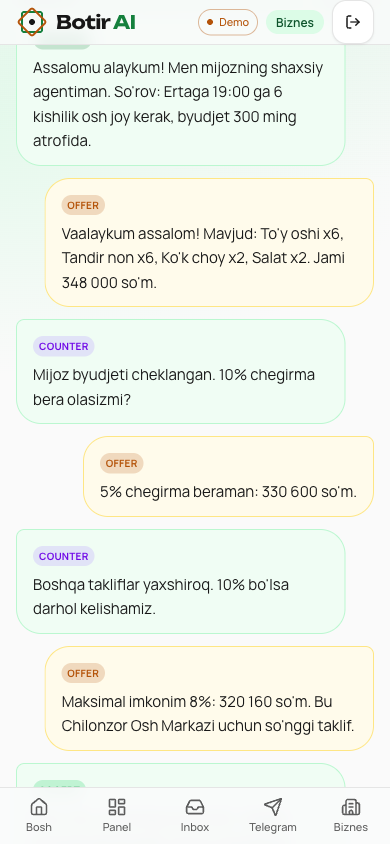 Botir AI
Demo
Biznes
Assalomu alaykum! Men mijozning shaxsiy
agentiman. So'rov: Ertaga 19:00 ga 6
kishilik osh joy kerak, byudjet 300 ming
atrofida.
OFFER
Vaalaykum assalom! Mavjud: To'y oshi x6,
Tandir non x6, Ko'k choy x2, Salat x2. Jami
348 000 so'm.
COUNTER
Mijoz byudjeti cheklangan. 10% chegirma
bera olasizmi?
OFFER
5% chegirma beraman: 330 600 so'm.
COUNTER
Boshqa takliflar yaxshiroq. 10% bo'lsa
darhol kelishamiz.
OFFER
Maksimal imkonim 8%: 320 160 so'm. Bu
Chilonzor Osh Markazi uchun so'nggi taklif.
Bosh
Panel
Inbox
Telegram
Biznes